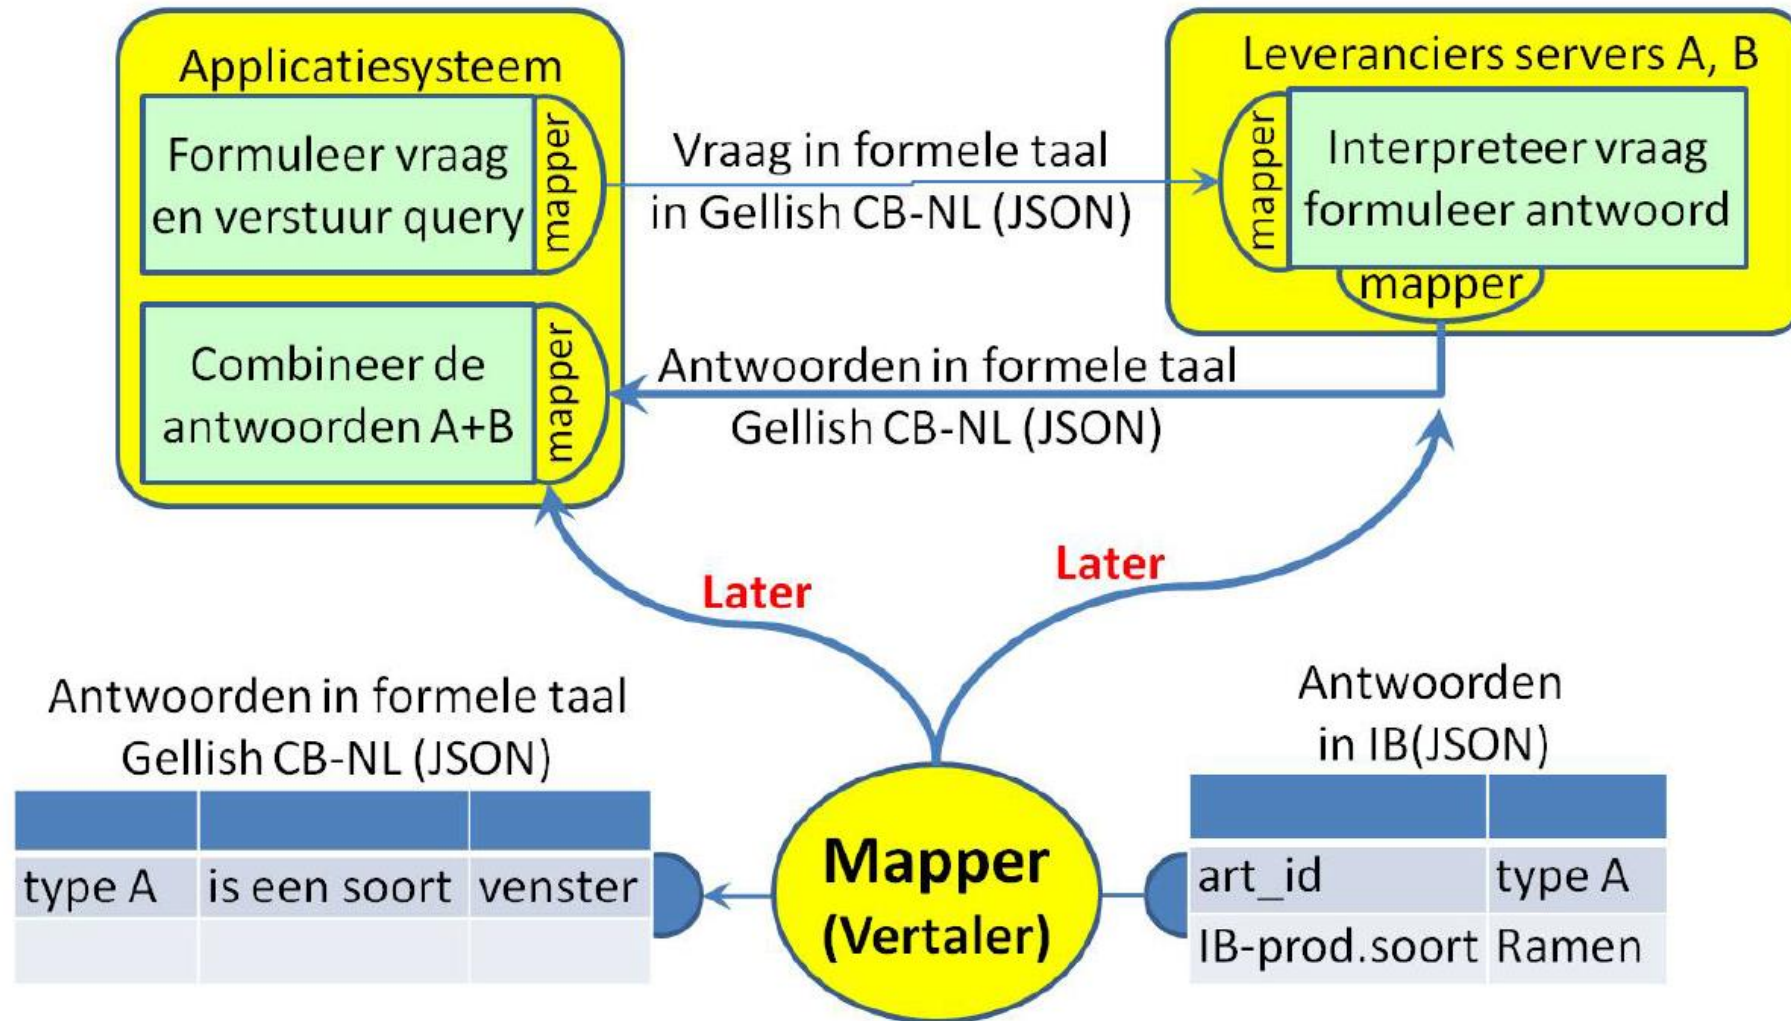 Applicatiesysteem
Formuleer vraag
en verstuur query
mapper
Vraag in formele taal
in Gellish CB-NL (JSON)
Leveranciers servers A, B
mapper
Interpreteer vraag
formuleer antwoord
mapper
Combineer de
antwoorden A+B
mapper
Antwoorden in formele taal
Gellish CB-NL (JSON)
Later
Later
Antwoorden in formele taal
Gellish CB-NL (JSON)
type A is een soort venster
Mapper
(Vertaler)
Antwoorden
in IB(JSON)
art_id type A
IB-prod.soort Ramen